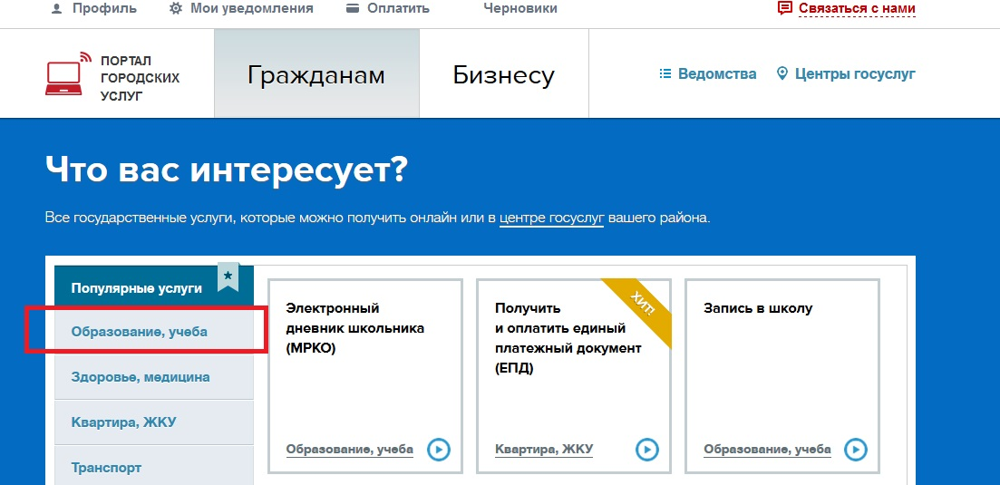 Профиль
Мои уведомления
Оплатить
Черновики
Связаться с нами
ПОРТАЛ
ГОРОДСКИХ
УСЛУГ
Гражданам
Бизнесу
Ведомства
Центры госуслуг
Что вас интересует?
Все государственные услуги, которые можно получить онлайн или в центре госуслуг вашего района.
Популярные услуги
Образование, учеба
Здоровье, медицина
Квартира, ЖКУ
Транспорт
Электронный
дневник школьника
(МРКО)
Образование, учеба
ХИТ!
Получить
и оплатить единый
платежный документ
(ЕПД)
Квартира, ЖКУ
Запись в школу
Образование, учеба